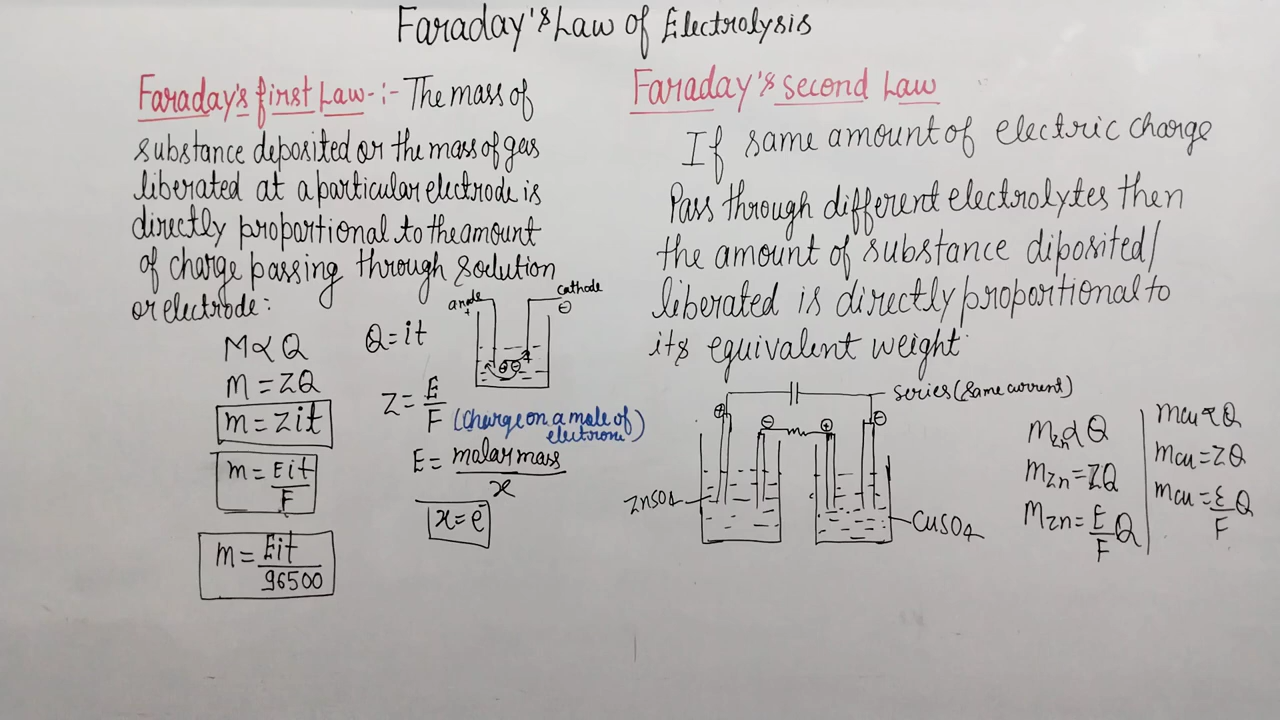 Faraday's Law of Electrolysis
Faraday's first Law-:- The mass of
substance deposited or the mass of gas
liberated at a particular electrode is
directly proportional to the amount
of charge passing through solution
or electrode:
anode
+
cathode
⊖
⊕ ⊖
M∝Q
m=ZQ
m=Zit
m=Eit/F
m=Eit/96500
Q=it
Z=E/F (Charge on a mole of
electrons)
E=molar mass/x
x=e⁻
Faraday's second Law
If same amount of electric charge
Pass through different electrolytes then
the amount of substance diposited/
liberated is directly proportional to
its equivalent weight
series (same current)
⊕ ⊖ ⊕ ⊖
ZnSO4
CuSO4
MZn∝Q
MZn=ZQ
MZn=E/F Q
mcu∝Q
mcu=ZQ
mcu=E/F Q